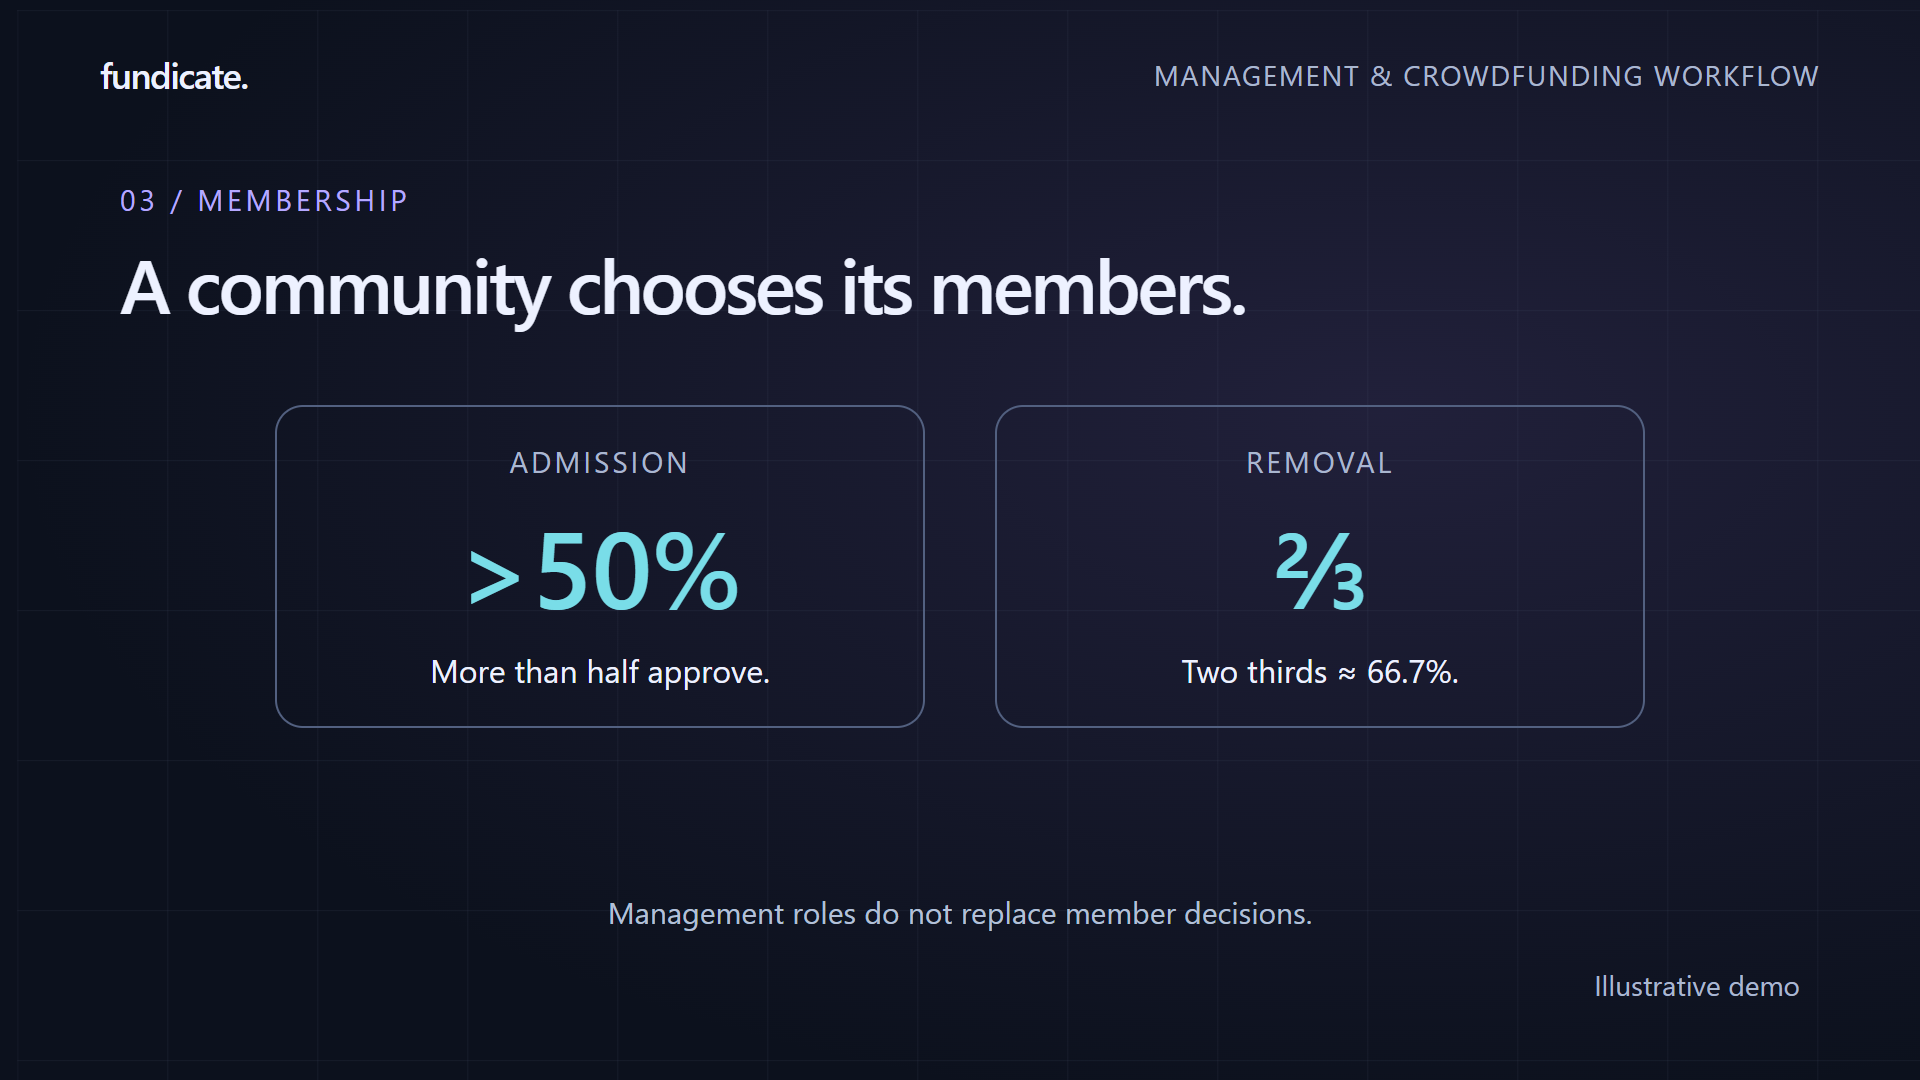 fundicate.
MANAGEMENT & CROWDFUNDING WORKFLOW
03 / MEMBERSHIP
A community chooses its members.
ADMISSION
>50%
More than half approve.
REMOVAL
⅔
Two thirds ≈ 66.7%.
Management roles do not replace member decisions.
Illustrative demo